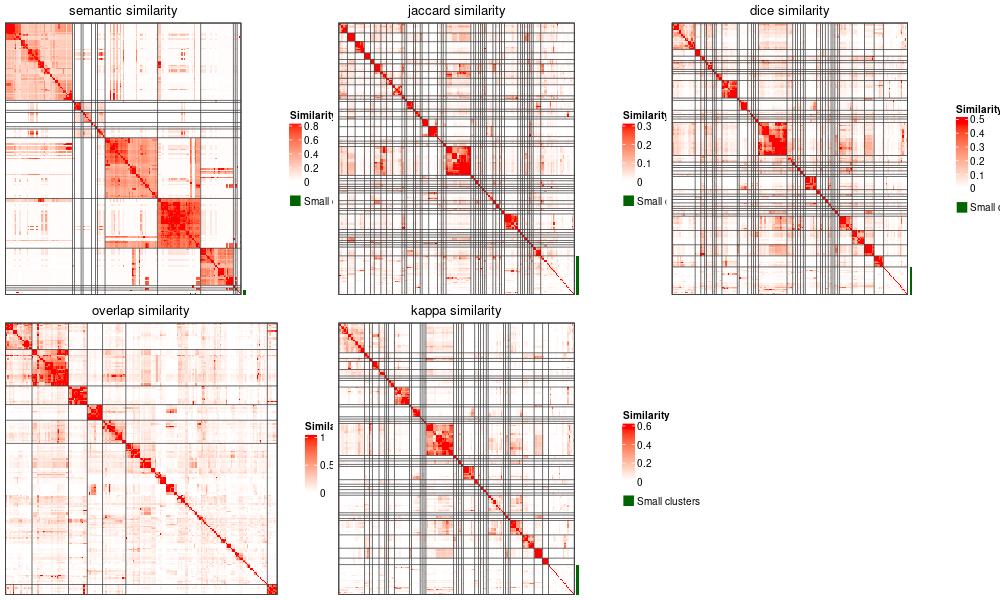 semantic similarity
jaccard similarity
dice similarity
Similarity
0.8
0.6
0.4
0.2
0
Small
Similarity
0.3
0.2
0.1
0
Small
Similarity
0.5
0.4
0.3
0.2
0.1
0
Small c
overlap similarity
kappa similarity
Simila
1
0.5
0
Similarity
0.6
0.4
0.2
0
Small clusters